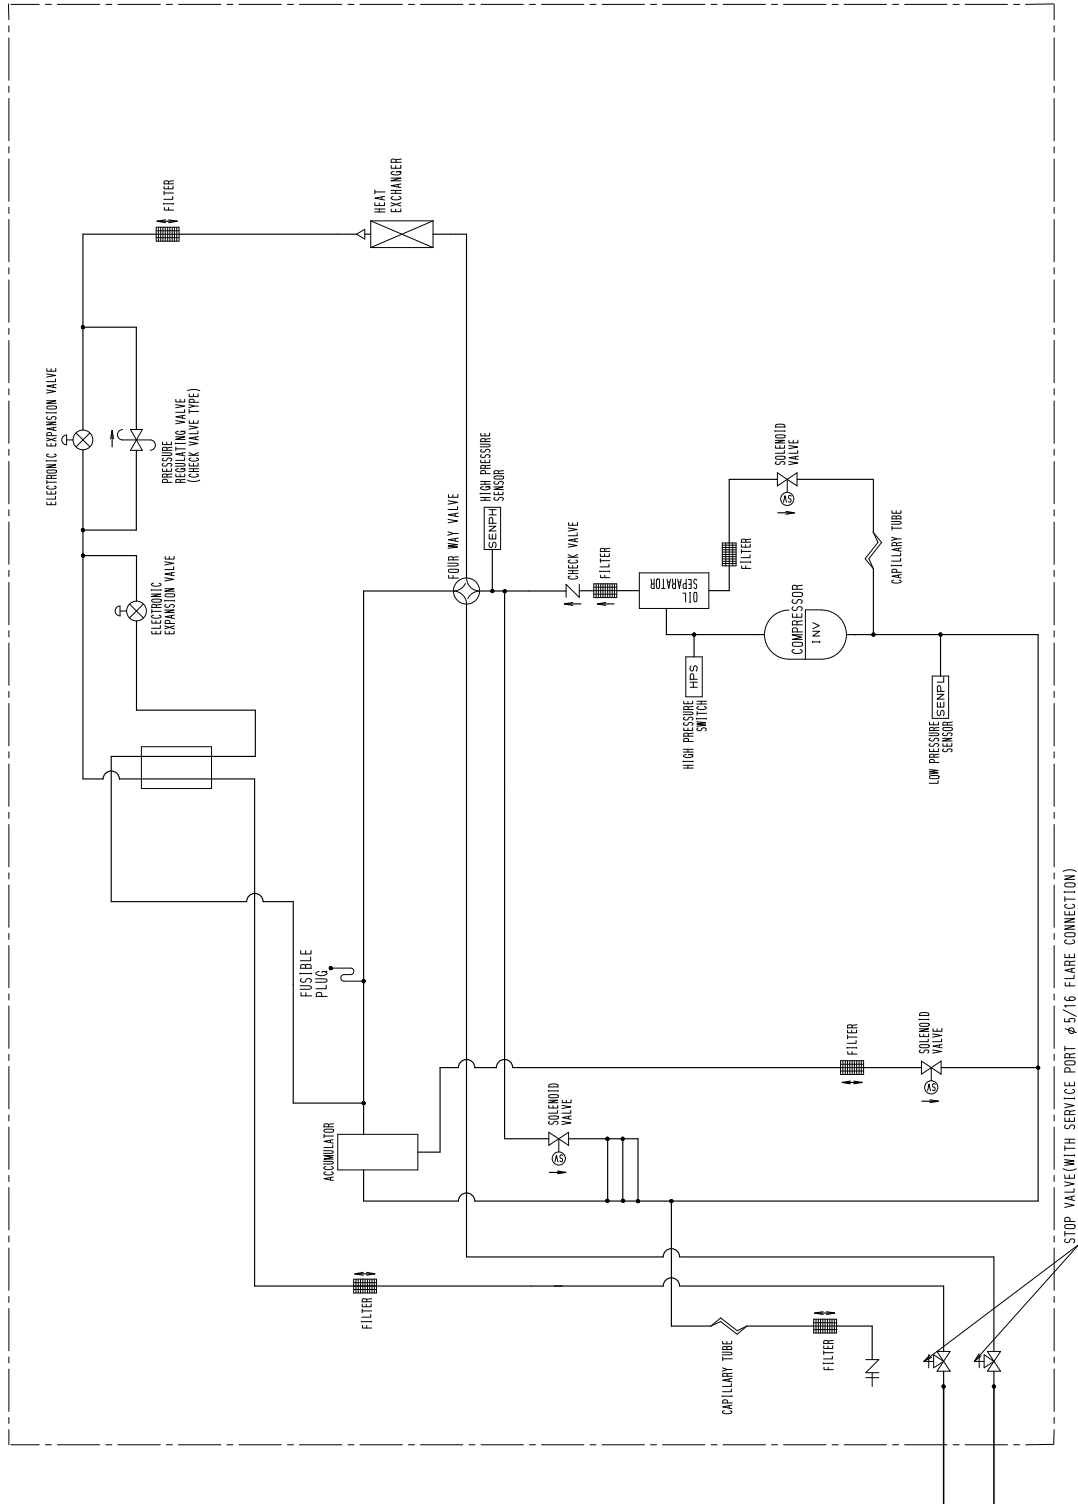 HEAT
EXCHANGER
FILTER
ELECTRONIC EXPANSION VALVE
PRESSURE
REGULATING VALVE
(CHECK VALVE TYPE)
ELECTRONIC
EXPANSION VALVE
FOUR WAY VALVE
HIGH PRESSURE
SENSOR
SENPH
CHECK VALVE
FILTER
OIL
SEPARATOR
FILTER
SOLENOID
VALVE
SV
CAPILLARY TUBE
COMPRESSOR
INV
HPS
HIGH PRESSURE
SWITCH
SENPL
LOW PRESSURE
SENSOR
FUSIBLE
PLUG
ACCUMULATOR
SOLENOID
VALVE
SV
FILTER
SOLENOID
VALVE
SV
FILTER
CAPILLARY TUBE
FILTER
STOP VALVE(WITH SERVICE PORT φ5/16 FLARE CONNECTION)